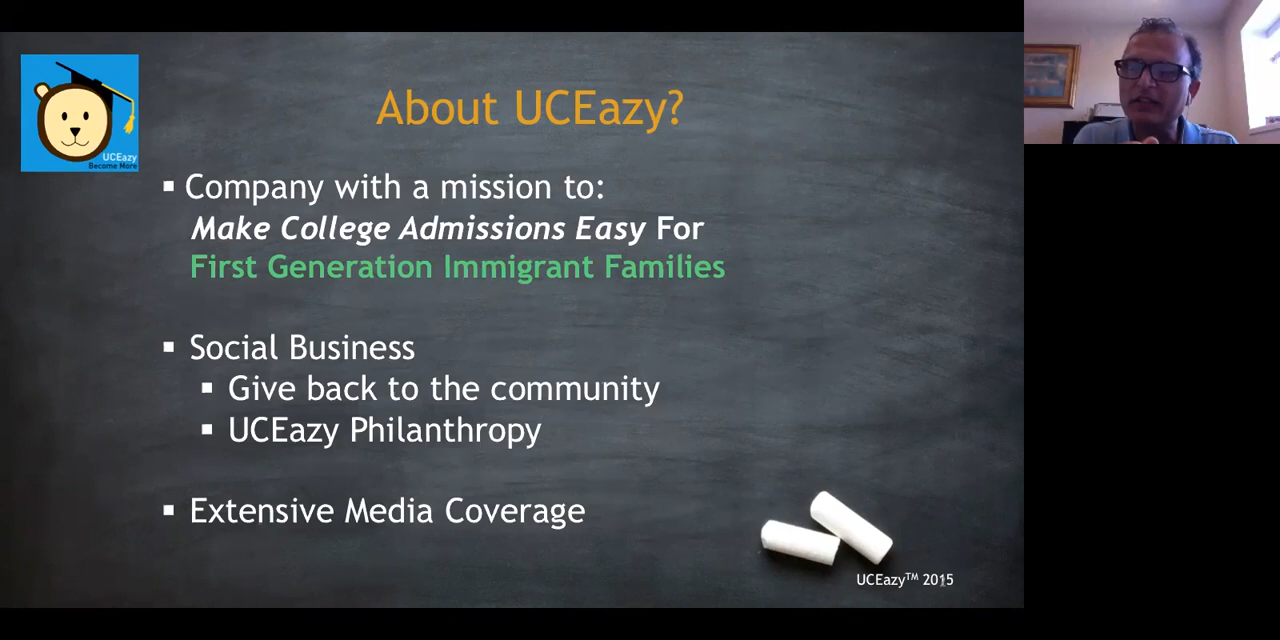 About UCEazy?
UCEazy
Become More
▪ Company with a mission to:
Make College Admissions Easy For
First Generation Immigrant Families
▪ Social Business
▪ Give back to the community
▪ UCEazy Philanthropy
▪ Extensive Media Coverage
UCEazy™ 2015